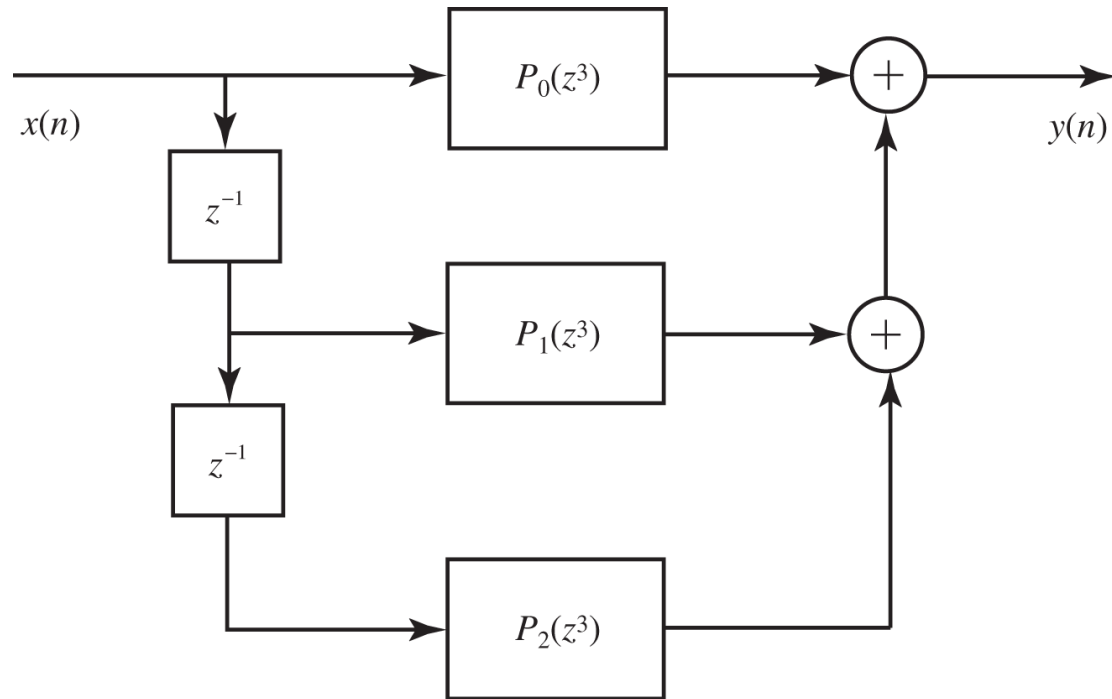 P₀(z³)
+
x(n)
y(n)
z⁻¹
P₁(z³)
+
z⁻¹
P₂(z³)